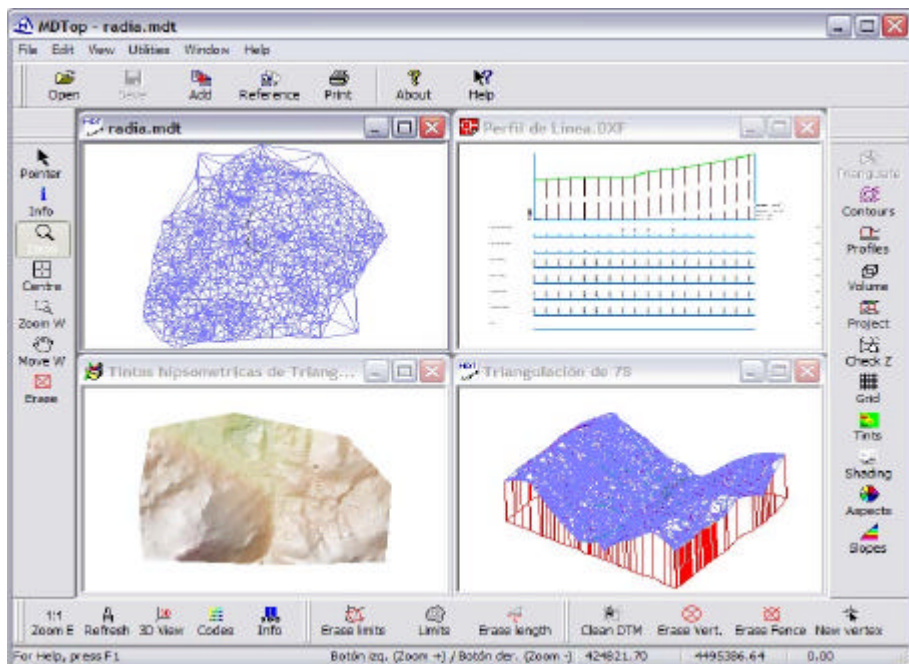 MDTop - radia.mdt
File Edit View Utilities Window Help
Open Save Add Reference Print About Help
radia.mdt
Perfil de Linea.DXF
Pointer
Info
Centre
Zoom W
Move W
Erase
Triangulate
Contours
Profiles
Volume
Project
Check Z
Grid
Tints
Shading
Aspects
Slopes
Tintas hipsometricas de Triang...
Triangulación de 78
1:1
Zoom E Refresh 3D View Codes Info Erase limits Limits Erase length Clean DTM Erase Vert. Erase Fence New vertex
For Help, press F1 Botón izq. (Zoom +) / Botón der. (Zoom -) 424821.70 4495386.64 0.00